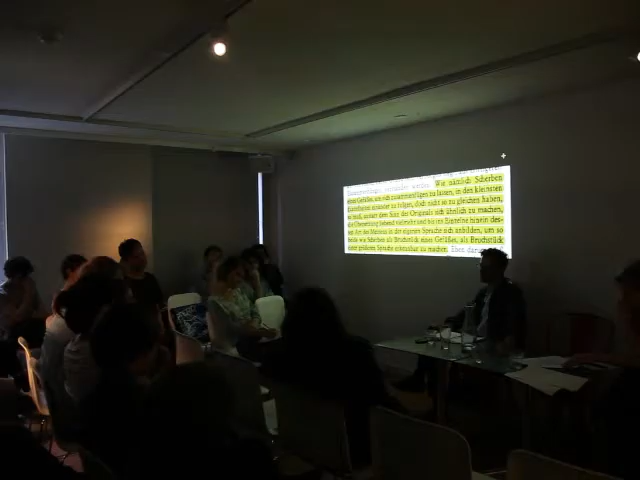 verstanden werden. Wie nämlich Scherben
eines Gefäßes, um sich zusammenfügen zu lassen, in den kleinsten
Einzelheiten einander zu folgen, doch nicht so zu gleichen haben,
so muß, anstatt dem Sinn des Originals sich ähnlich zu machen,
die Übersetzung liebend vielmehr und bis ins Einzelne hinein des-
sen Art des Meinens in der eigenen Sprache sich anbilden, um so
beide wie Scherben als Bruchstück eines Gefäßes, als Bruchstück
einer größeren Sprache erkennbar zu machen. Eben